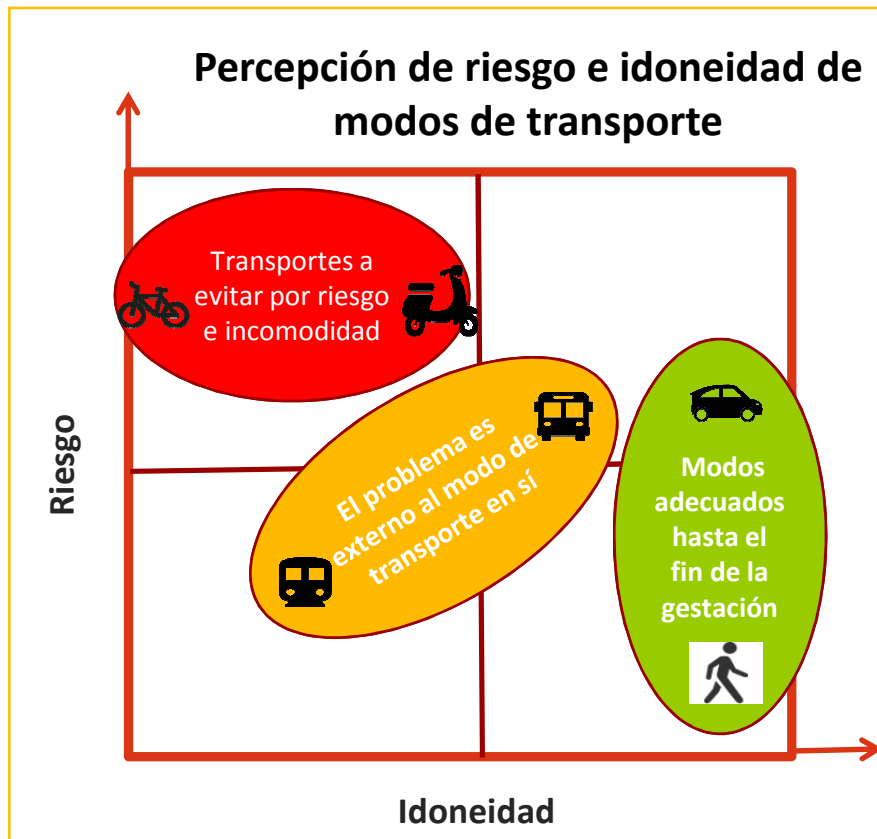 Percepción de riesgo e idoneidad de
modos de transporte
Transportes a
evitar por riesgo
e incomodidad
El problema es
externo al modo de
transporte en sí
Modos
adecuados
hasta el
fin de la
gestación
Riesgo
Idoneidad